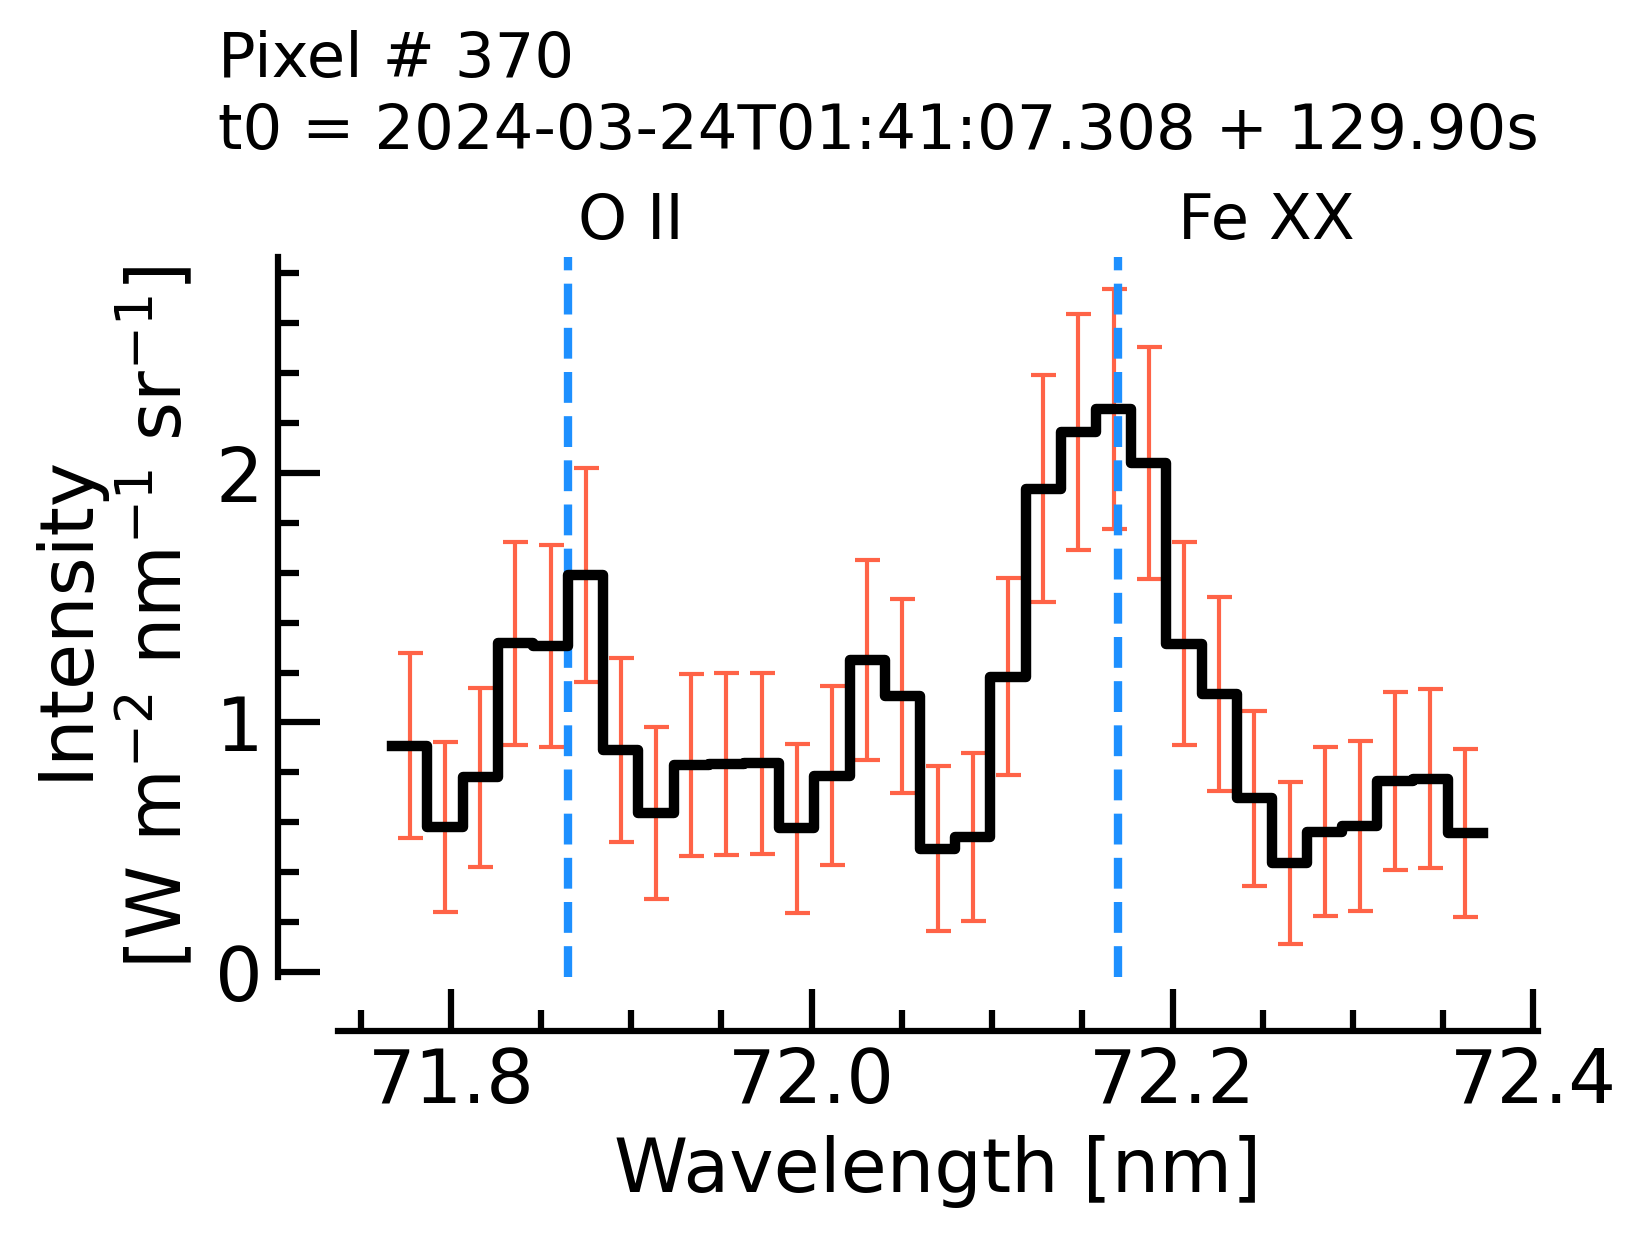 Pixel # 370
t0 = 2024-03-24T01:41:07.308 + 129.90s
O II Fe XX
Intensity
[W m⁻² nm⁻¹ sr⁻¹]
2
1
0
71.8 72.0 72.2 72.4
Wavelength [nm]